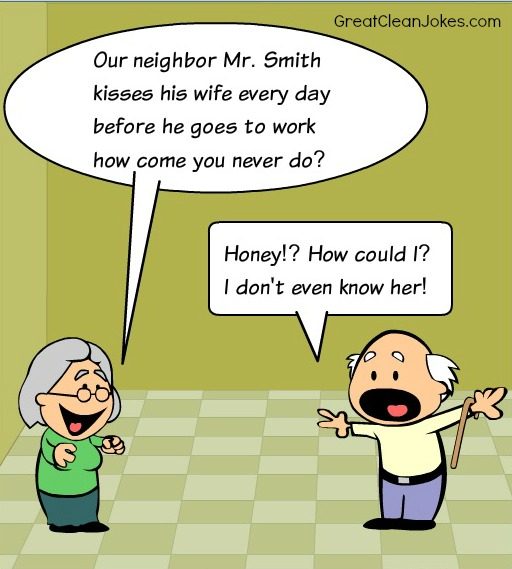 GreatCleanJokes.com
Our neighbor Mr. Smith
kisses his wife every day
before he goes to work
how come you never do?
Honey!? How could I?
I don't even know her!